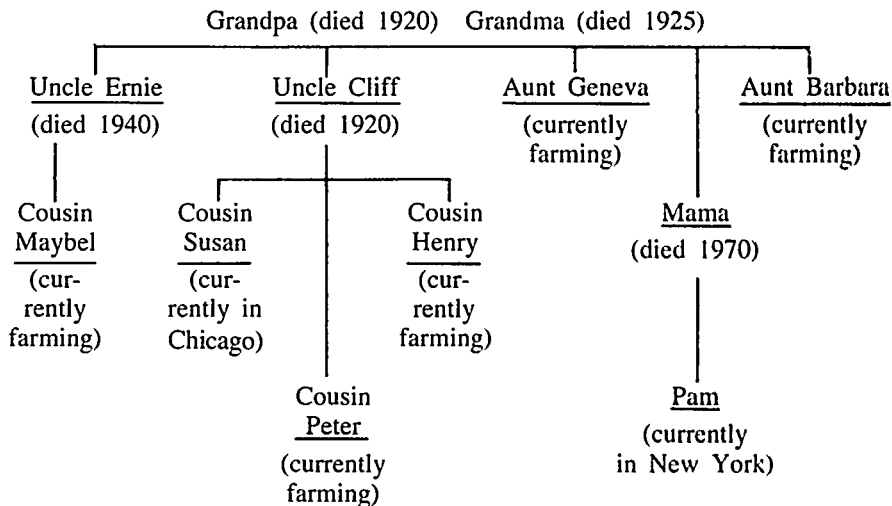 Grandpa (died 1920) Grandma (died 1925)
Uncle Ernie
(died 1940)
Uncle Cliff
(died 1920)
Aunt Geneva
(currently
farming)
Aunt Barbara
(currently
farming)
Cousin
Maybel
(cur-
rently
farming)
Cousin
Susan
(cur-
rently in
Chicago)
Cousin
Henry
(cur-
rently
farming)
Mama
(died 1970)
Cousin
Peter
(currently
farming)
Pam
(currently
in New York)